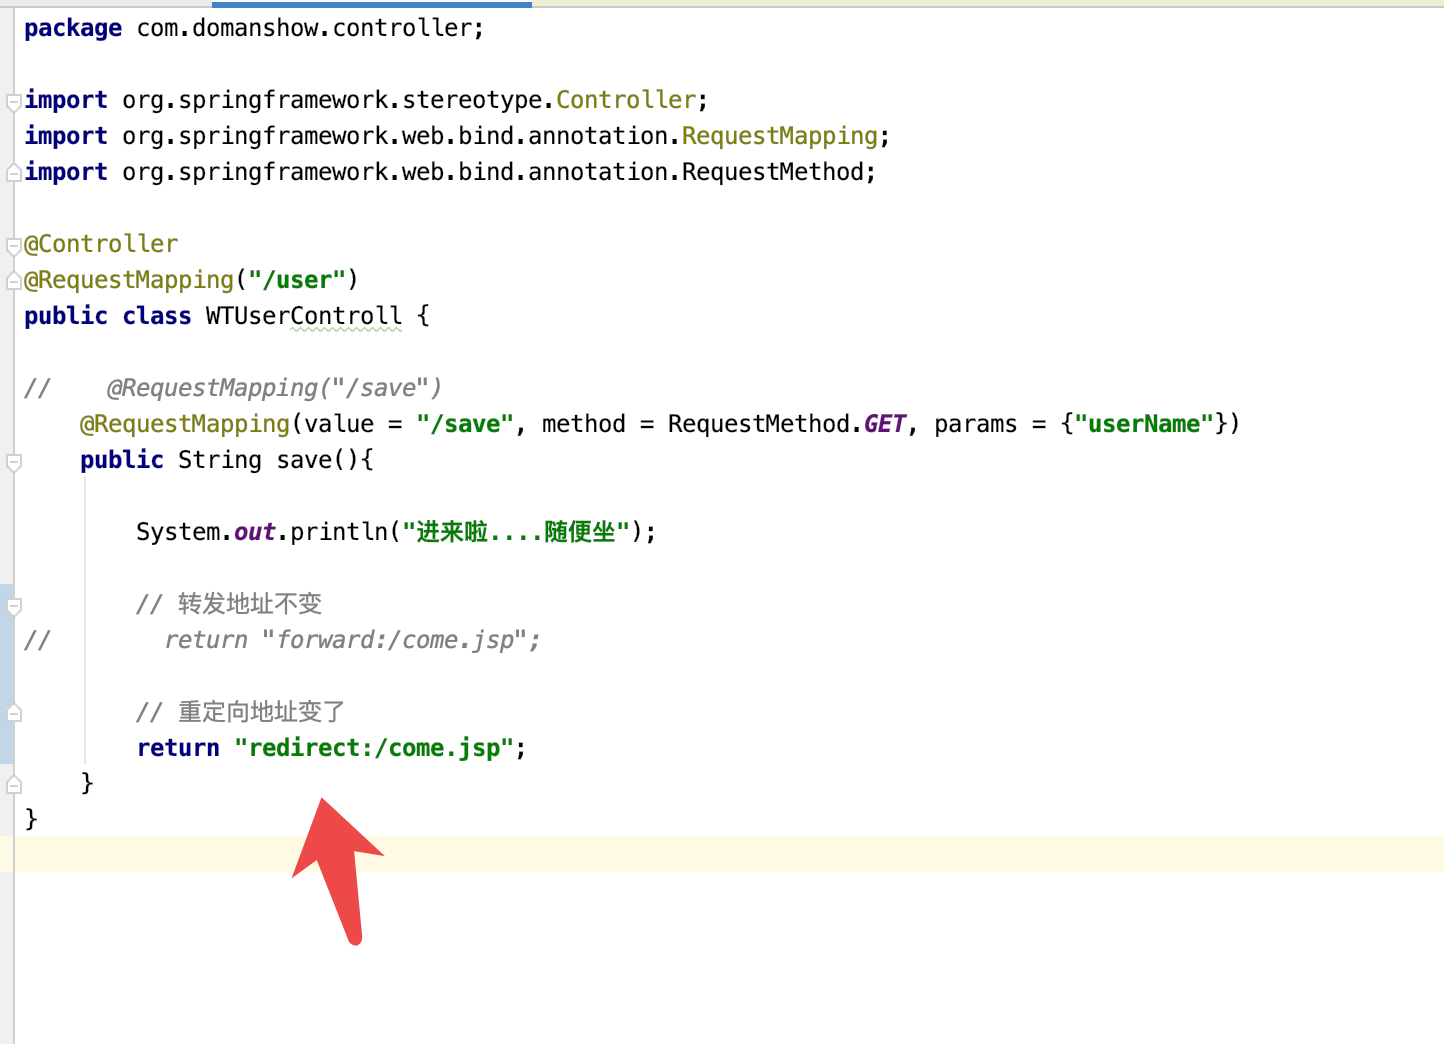 package com.domanshow.controller;
import org.springframework.stereotype.Controller;
import org.springframework.web.bind.annotation.RequestMapping;
import org.springframework.web.bind.annotation.RequestMethod;
@Controller
@RequestMapping("/user")
public class WTUserControll {
//    @RequestMapping("/save")
    @RequestMapping(value = "/save", method = RequestMethod.GET, params = {"userName"})
    public String save(){
        System.out.println("进来啦....随便坐");
        // 转发地址不变
//        return "forward:/come.jsp";
        // 重定向地址变了
        return "redirect:/come.jsp";
    }
}